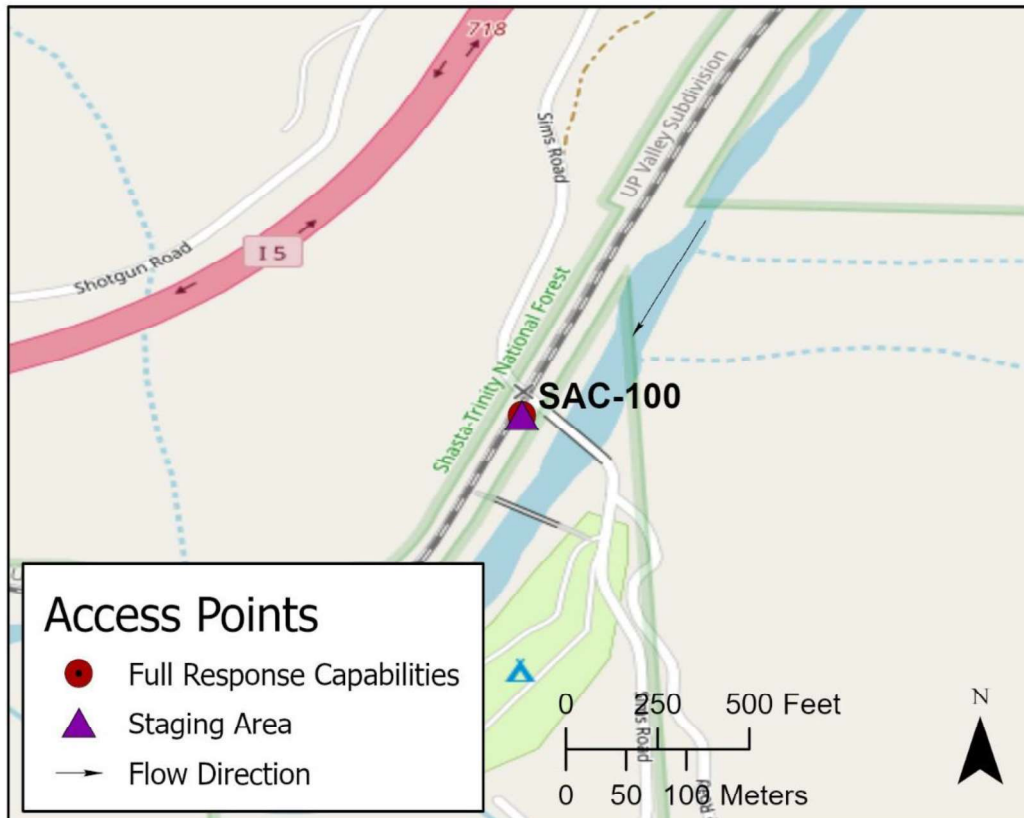 718
UP Valley Subdivision
Sims Road
I 5
Shotgun Road
Shasta-Trinity National Forest
SAC-100
Access Points
Full Response Capabilities
Staging Area
Flow Direction
0 250 500 Feet
0 50 100 Meters
N
Road